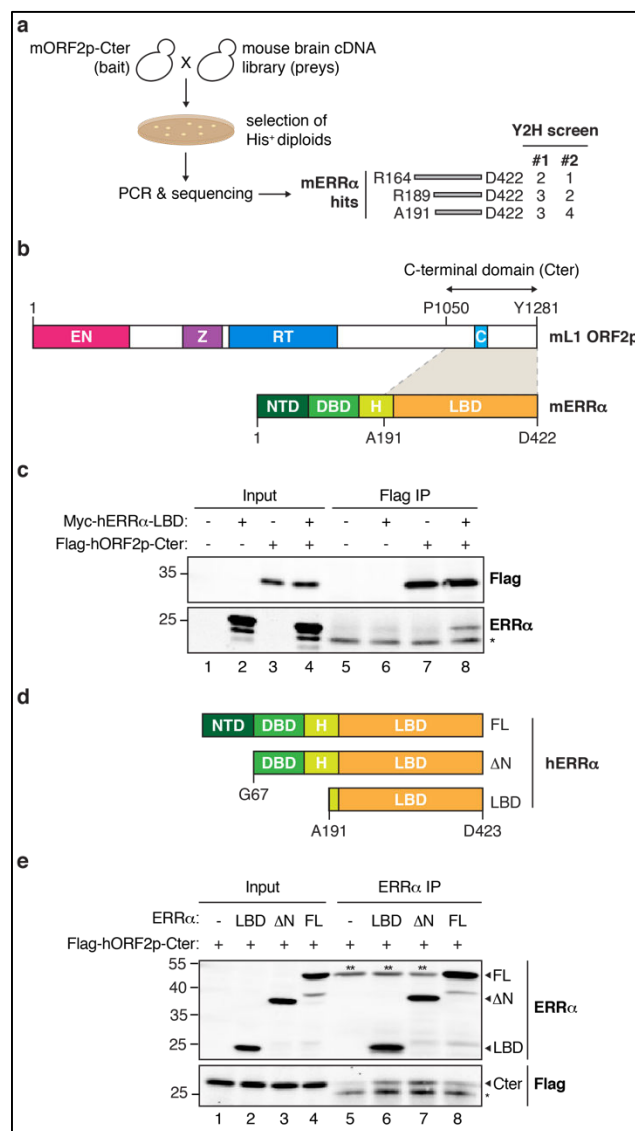 a
mORF2p-Cter
(bait)
X
mouse brain cDNA
library (preys)
selection of
His+ diploids
PCR & sequencing
mERRα
hits
Y2H screen
#1 #2
R164 D422 2 1
R189 D422 3 2
A191 D422 3 4
b
C-terminal domain (Cter)
1 P1050 Y1281
EN Z RT C mL1 ORF2p
NTD DBD H LBD mERRα
1 A191 D422
c
Input Flag IP
Myc-hERRα-LBD - + - + - + - +
Flag-hORF2p-Cter - - + + - - + +
35 Flag
25 ERRα
*
1 2 3 4 5 6 7 8
d
NTD DBD H LBD FL
DBD H LBD ΔN
G67
LBD LBD
A191 D423
hERRα
e
Input ERRα IP
ERRα: - LBD ΔN FL - LBD ΔN FL
Flag-hORF2p-Cter: + + + + + + + +
55
** ** ** FL
40
ΔN
35
ERRα
25 LBD
Cter Flag
25 *
1 2 3 4 5 6 7 8